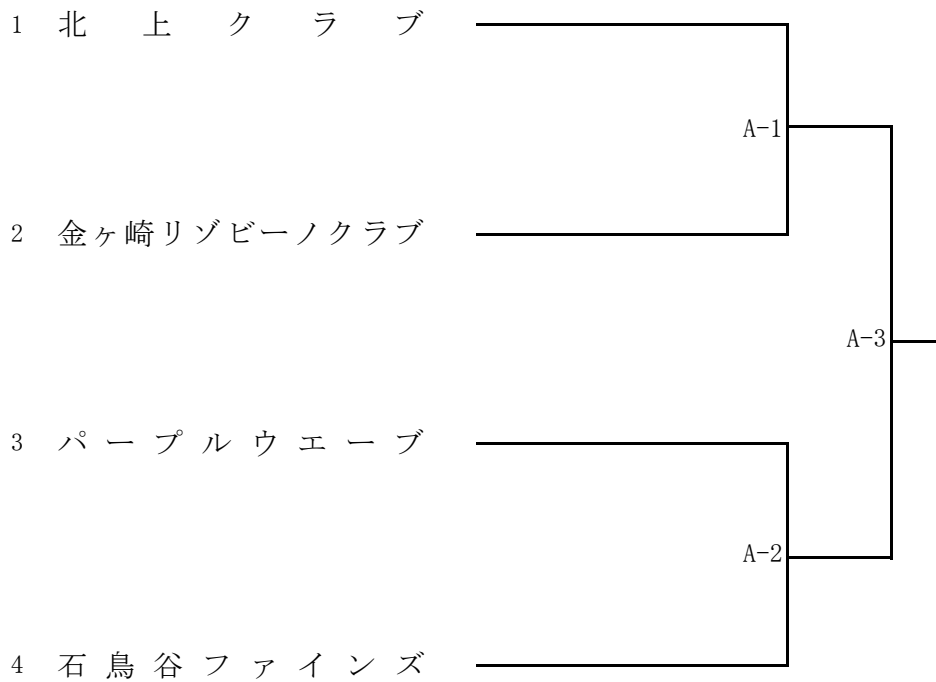 1 北上クラブ
A-1
2 金ヶ崎リゾビーノクラブ
A-3
3 パープルウエーブ
A-2
4 石鳥谷ファインズ